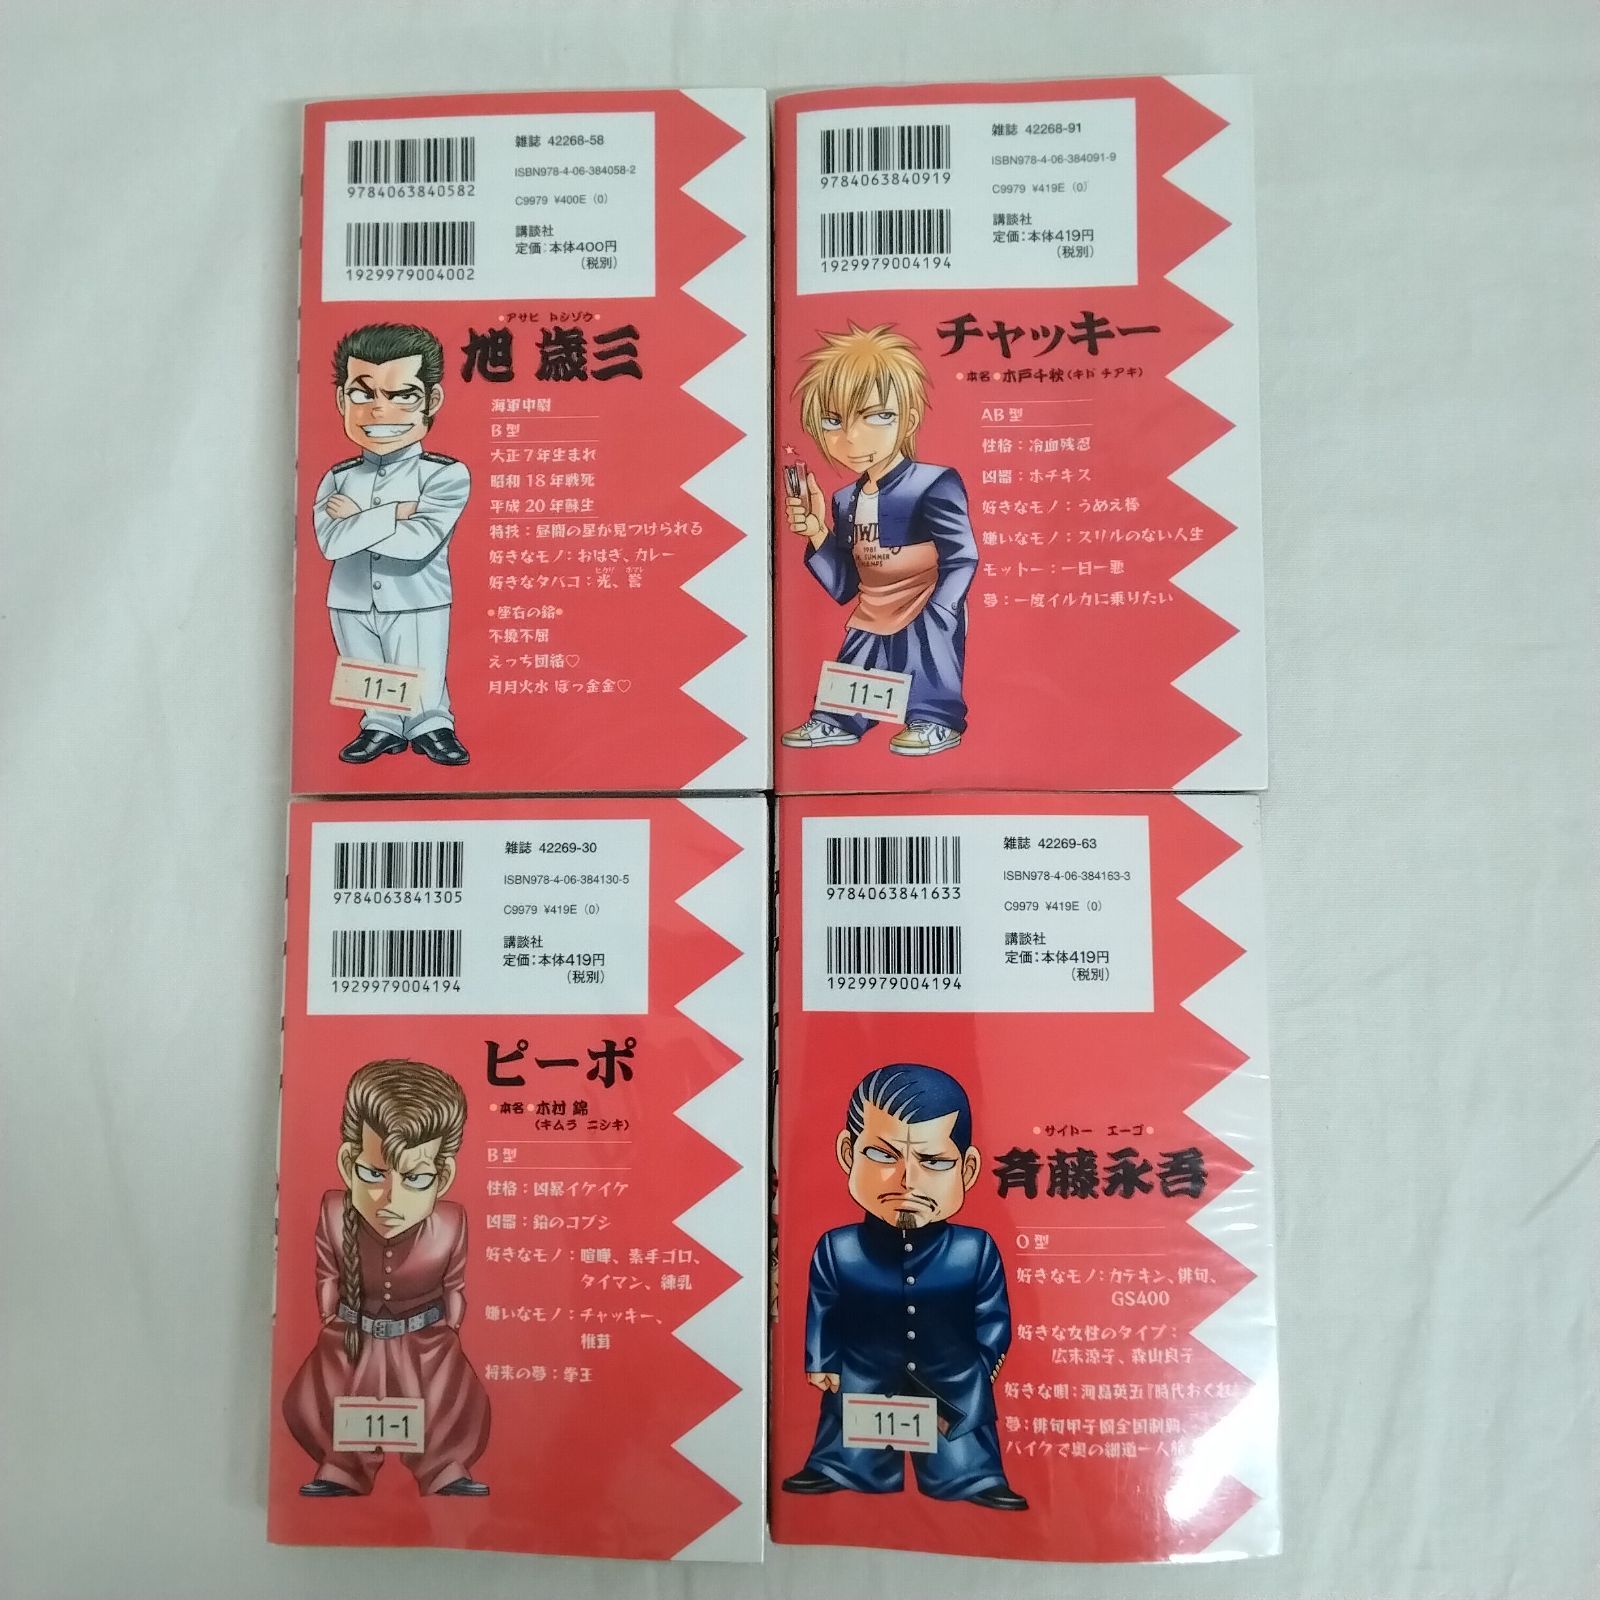 雑誌 42268-58
ISBN978-4-06-384058-2
9784063840582
C9979 ¥400E (0)
講談社
定価:本体400円
(税別)
1929979004002
アサヒ トシゾウ
旭 歳三
海軍中尉
B型
大正7年生まれ
昭和18年戦死
平成20年蘇生
特技:昼間の星が見つけられる
好きなモノ:おはぎ、カレー
ヒカリ ホマレ
好きなタバコ:光、誉
●座右の銘●
不撓不屈
えっち団結♡
月月火水 ぼっ金金♡
11-1
雑誌 42268-91
ISBN978-4-06-384091-9
9784063840919
C9979 ¥419E (0)
講談社
定価:本体419円
(税別)
1929979004194
チャッキー
●本名●木戸千秋(キド チアキ)
AB型
性格:冷血残忍
凶器:ホチキス
好きなモノ:うめえ棒
嫌いなモノ:スリルのない人生
モットー:一日一悪
夢:一度イルカに乗りたい
1981
SUMMER
11-1
雑誌 42269-30
ISBN978-4-06-384130-5
9784063841305
C9979 ¥419E (0)
講談社
定価:本体419円
(税別)
1929979004194
ピーポ
●本名●木村 錦
(キムラ ニシキ)
B型
性格:凶暴イケイケ
凶器:鉛のコブシ
好きなモノ:喧嘩、素手ゴロ、
タイマン、練乳
嫌いなモノ:チャッキー、
椎茸
将来の夢:拳王
11-1
雑誌 42269-63
ISBN978-4-06-384163-3
9784063841633
C9979 ¥419E (0)
講談社
定価:本体419円
(税別)
1929979004194
●サイトー エーゴ●
斉藤永吾
O型
好きなモノ:カテキン、俳句、
GS400
好きな女性のタイプ:
広末涼子、森山良子
好きな唄:河島英五『時代おくれ』
夢:俳句甲子園全国制覇、
バイクで奥の細道一人旅
11-1